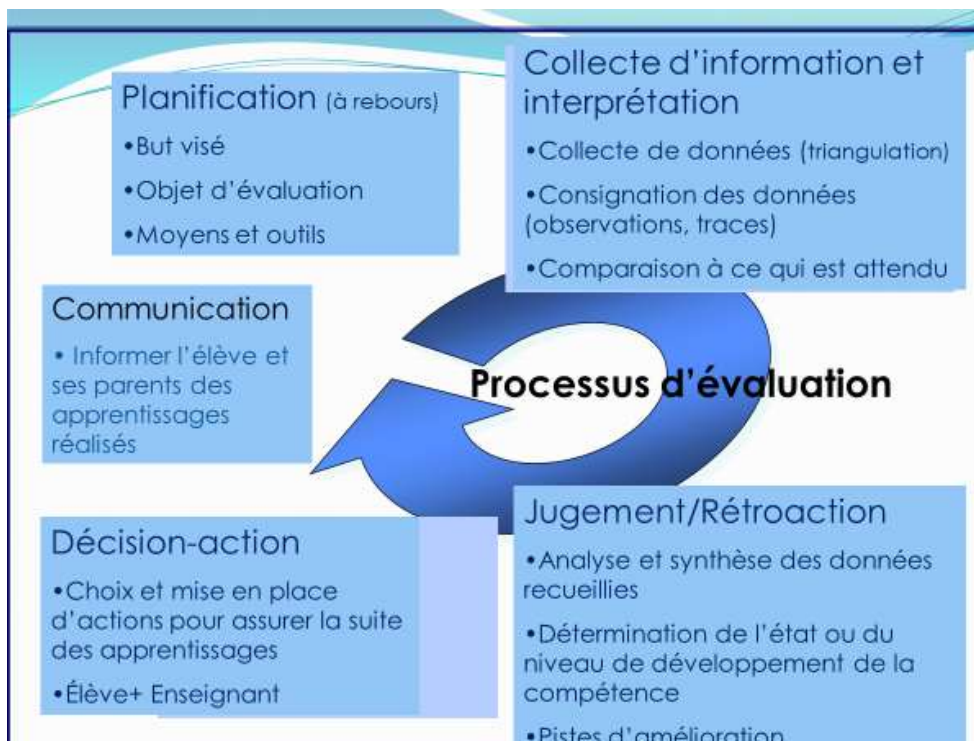 Planification (à rebours)
•But visé
•Objet d'évaluation
•Moyens et outils
Collecte d'information et
interprétation
•Collecte de données (triangulation)
•Consignation des données
(observations, traces)
•Comparaison à ce qui est attendu
Communication
• Informer l'élève et
ses parents des
apprentissages
réalisés
Processus d'évaluation
Jugement/Rétroaction
•Analyse et synthèse des données
recueillies
•Détermination de l'état ou du
niveau de développement de la
compétence
•Pistes d'amélioration
Décision-action
•Choix et mise en place
d'actions pour assurer la suite
des apprentissages
•Élève+ Enseignant